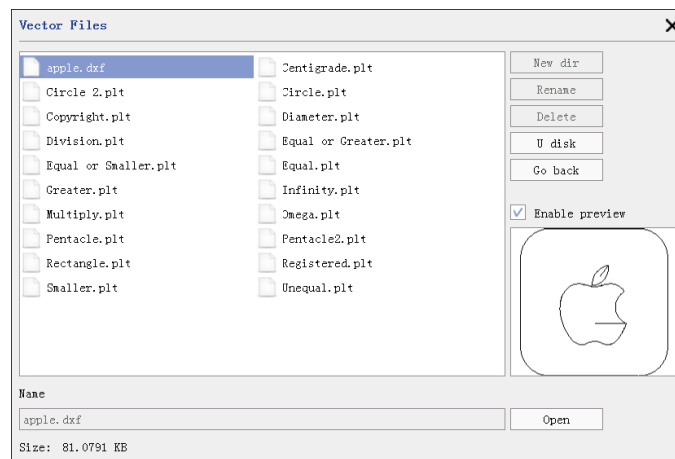 Vector Files
apple.dxf
Centigrade.plt
Circle 2.plt
Circle.plt
Copyright.plt
Diameter.plt
Division.plt
Equal or Greater.plt
Equal or Smaller.plt
Equal.plt
Greater.plt
Infinity.plt
Multiply.plt
Omega.plt
Pentacle.plt
Pentacle2.plt
Rectangle.plt
Registered.plt
Smaller.plt
Unequal.plt
New dir
Rename
Delete
U disk
Go back
Enable preview
Name
apple.dxf
Open
Size: 81.0791 KB